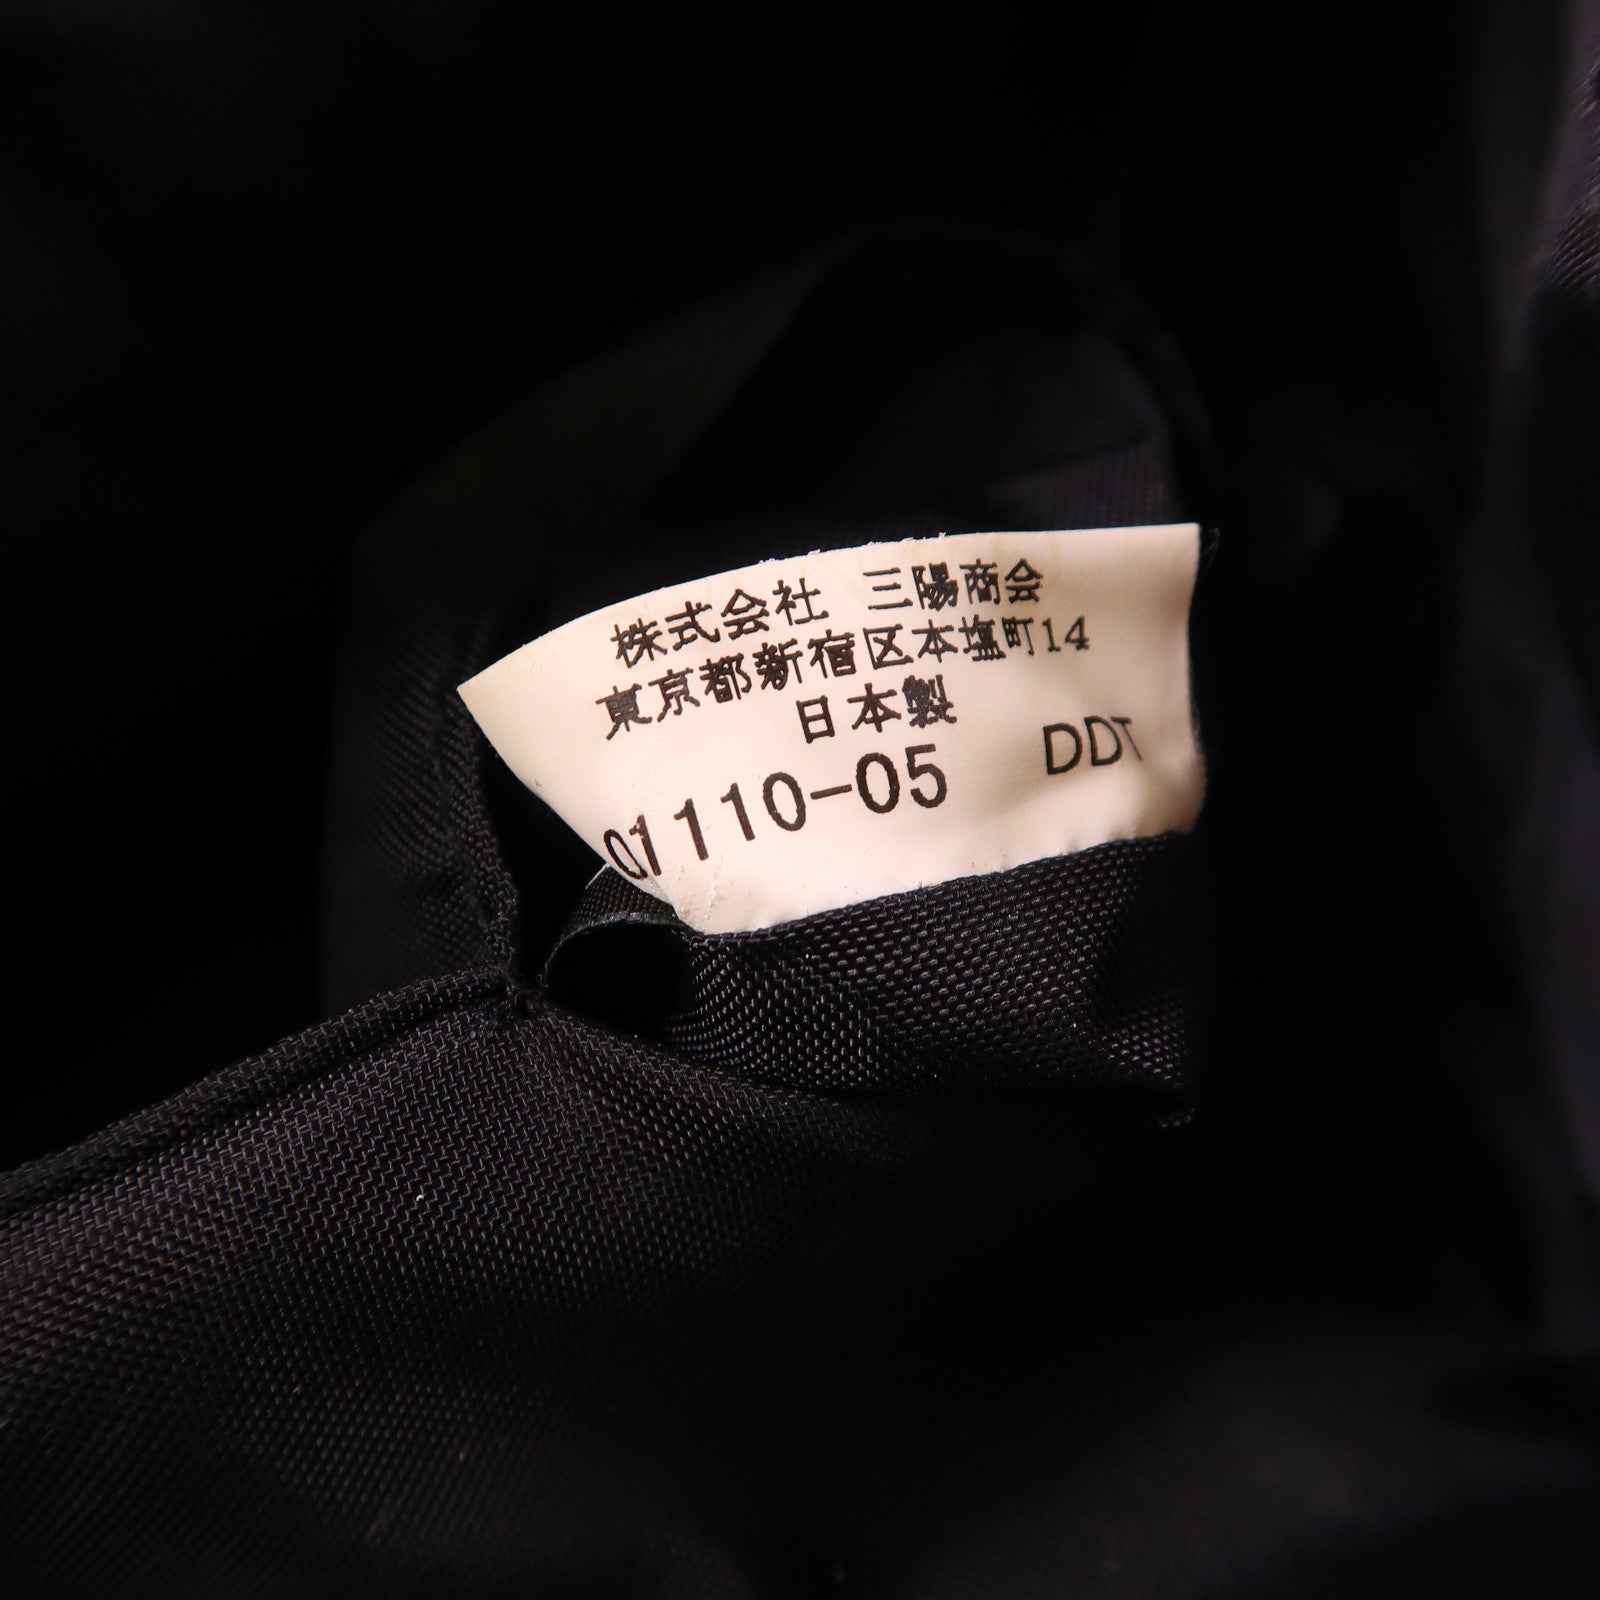 株式会社 三陽商会
東京都新宿区本塩町14
日本製
01110-05 DDT